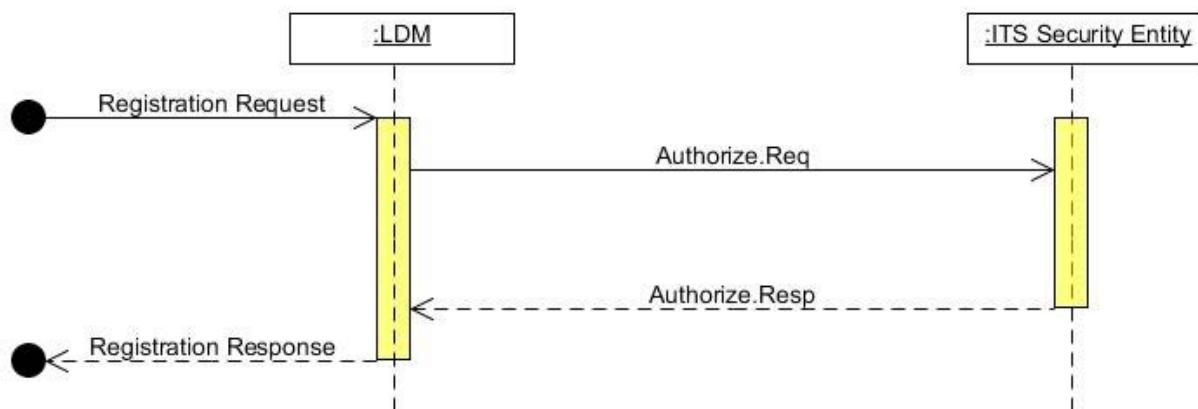 :LDM
:ITS Security Entity
Registration Request
Authorize.Req
Authorize.Resp
Registration Response